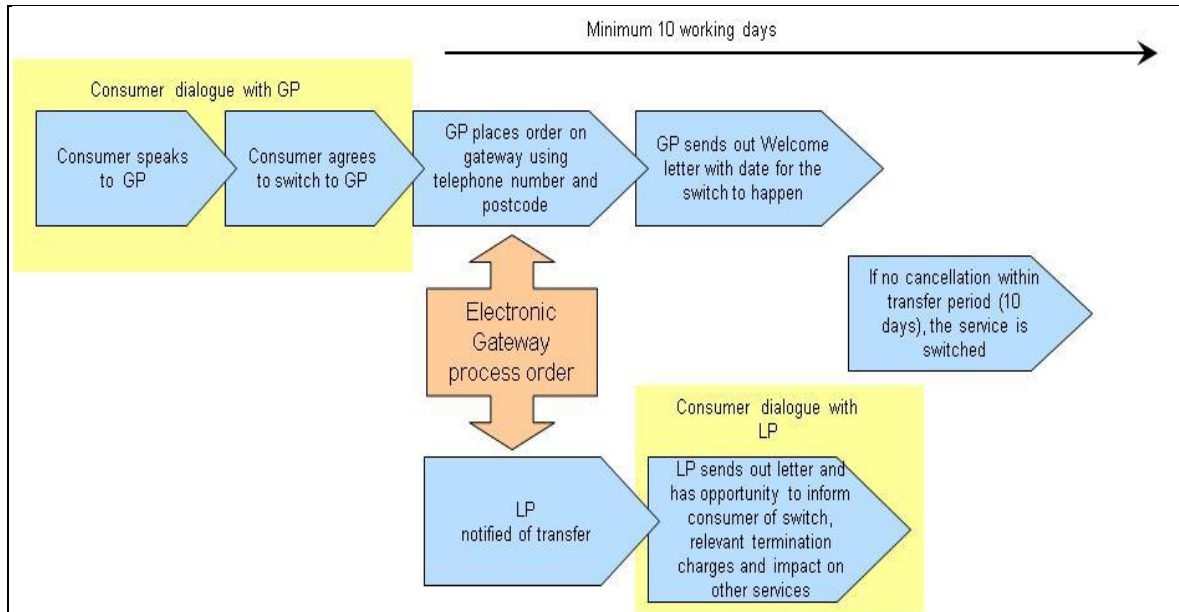 Minimum 10 working days
Consumer dialogue with GP
Consumer speaks
to GP
Consumer agrees
to switch to GP
GP places order on
gateway using
telephone number and
postcode
GP sends out Welcome
letter with date for the
switch to happen
If no cancellation within
transfer period (10
days), the service is
switched
Electronic
Gateway
process order
LP
notified of transfer
Consumer dialogue with
LP
LP sends out letter and
has opportunity to inform
consumer of switch,
relevant termination
charges and impact on
other services